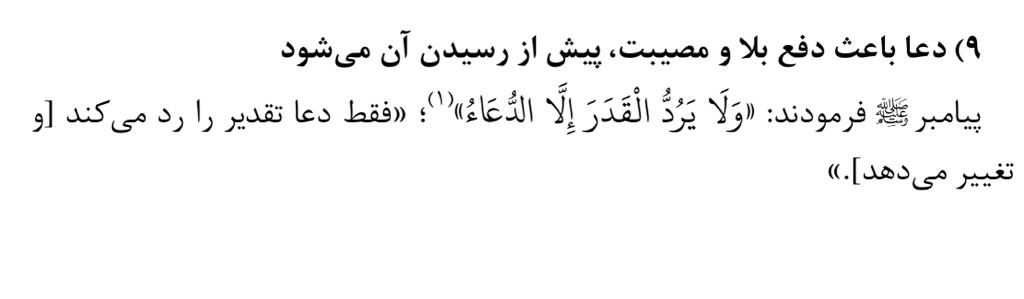 ۹) دعا باعث دفع بلا و مصیبت، پیش از رسیدن آن می‌شود
پیامبر ﷺ فرمودند: «وَلَا يَرُدُّ الْقَدَرَ إِلَّا الدُّعَاءُ»(۱)؛ «فقط دعا تقدیر را رد می‌کند [و
تغییر می‌دهد].»